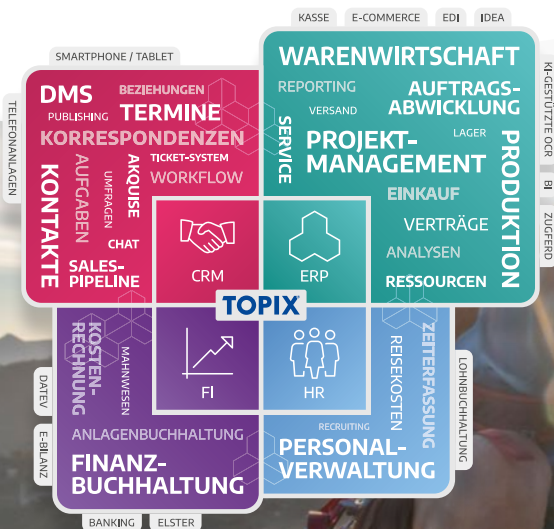 KASSE
E-COMMERCE
EDI
IDEA
SMARTPHONE / TABLET
TELEFONANLAGEN
DMS
BEZIEHUNGEN
PUBLISHING
TERMINE
KORRESPONDENZEN
KONTAKTE
AUFGABEN
UMFRAGEN
AKQUISE
TICKET-SYSTEM
WORKFLOW
CHAT
SALES-
PIPELINE
CRM
WARENWIRTSCHAFT
REPORTING
AUFTRAGS-
ABWICKLUNG
VERSAND
SERVICE
LAGER
PROJEKT-
MANAGEMENT
PRODUKTION
EINKAUF
VERTRÄGE
ANALYSEN
RESSOURCEN
ERP
KI-GESTÜTZTE OCR
BI
ZUGFERD
TOPIX®
KOSTEN-
RECHNUNG
MAHNWESEN
FI
ANLAGENBUCHHALTUNG
FINANZ-
BUCHHALTUNG
DATEV
E-BILANZ
BANKING
ELSTER
HR
REISEKOSTEN
ZEITERFASSUNG
RECRUITING
PERSONAL-
VERWALTUNG
LOHNBUCHHALTUNG